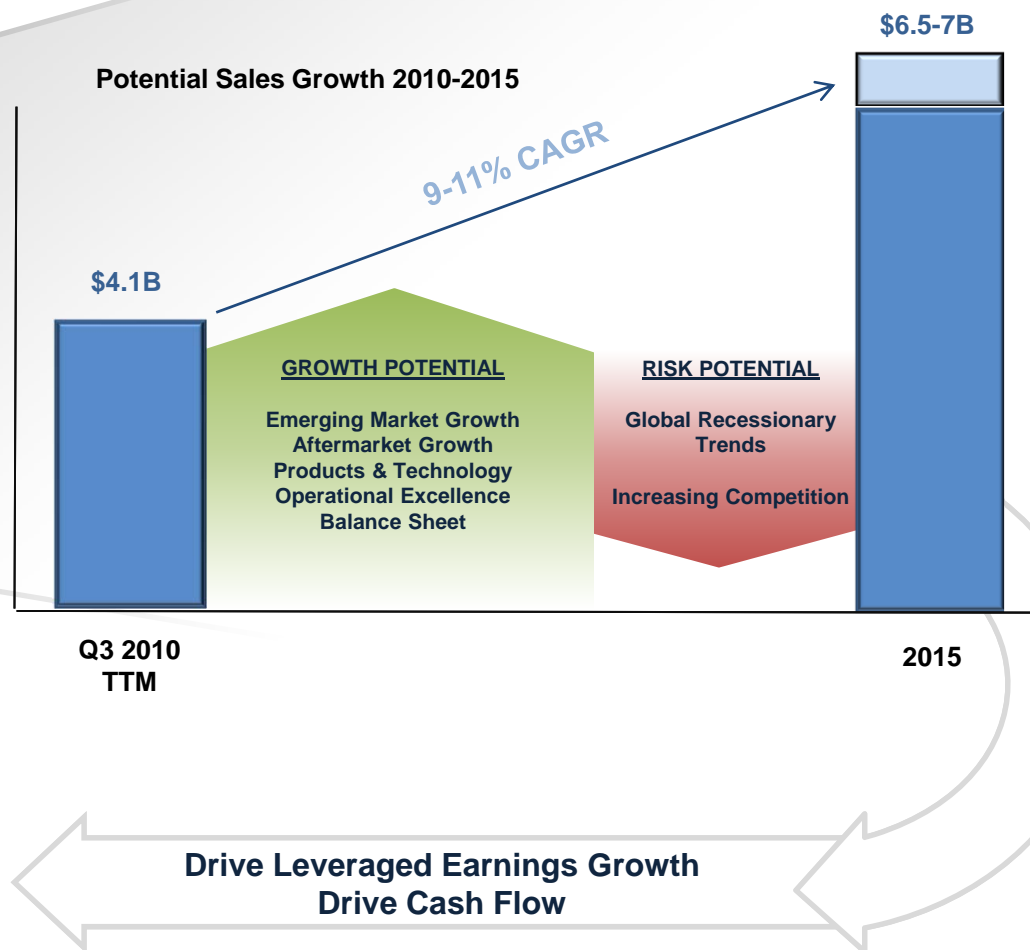 $6.5-7B
Potential Sales Growth 2010-2015
9-11% CAGR
$4.1B
GROWTH POTENTIAL
Emerging Market Growth
Aftermarket Growth
Products & Technology
Operational Excellence
Balance Sheet
RISK POTENTIAL
Global Recessionary
Trends
Increasing Competition
Q3 2010
TTM
2015
Drive Leveraged Earnings Growth
Drive Cash Flow